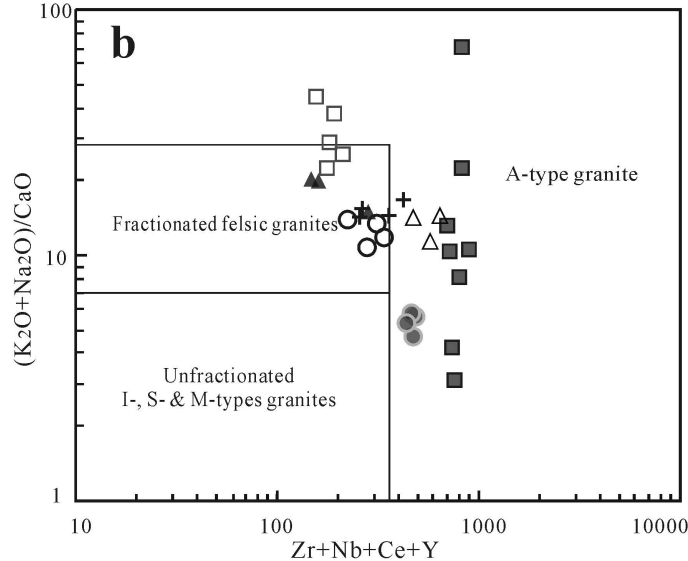 100
b
A-type granite
Fractionated felsic granites
10
Unfractionated
I-, S- & M-types granites
1
10
100
1000
10000
Zr+Nb+Ce+Y
(K2O+Na2O)/CaO